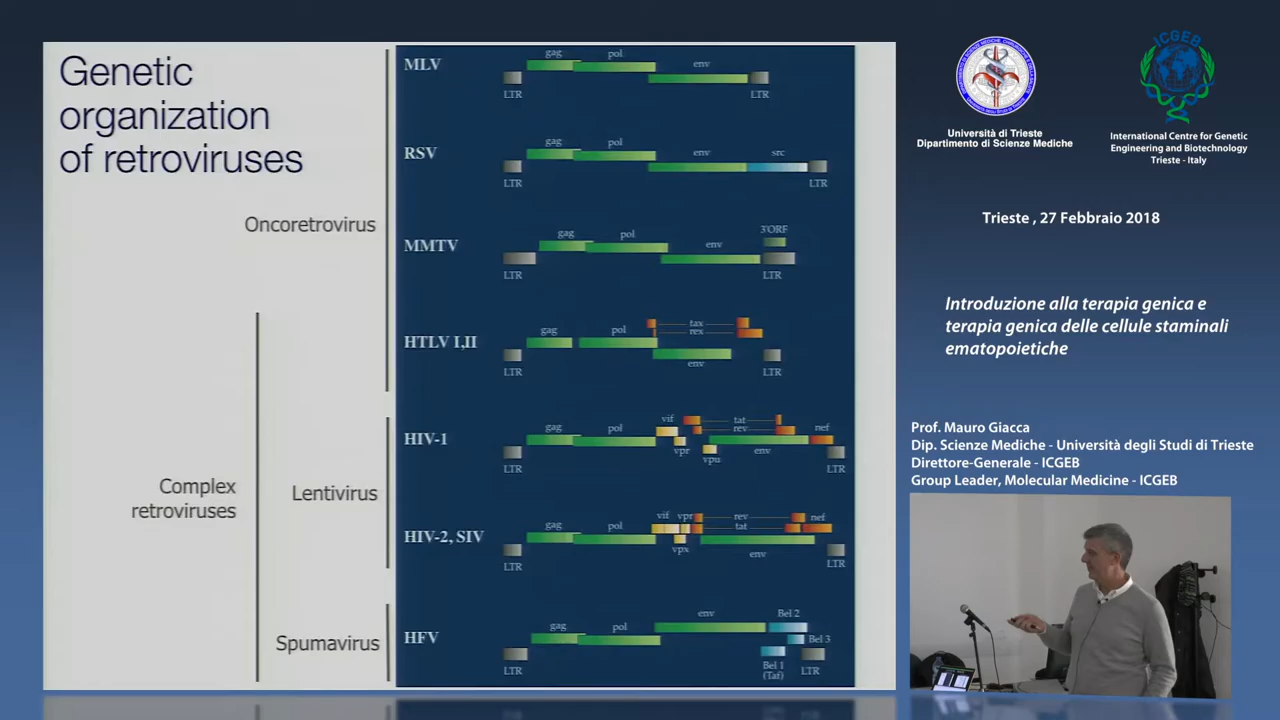 Genetic
organization
of retroviruses
Oncoretrovirus
Complex
retroviruses
Lentivirus
Spumavirus
MLV
gag
pol
env
LTR
LTR
RSV
gag
pol
env
src
LTR
LTR
MMTV
gag
pol
env
3'ORF
LTR
LTR
HTLV I,II
gag
pol
tax
rex
env
LTR
LTR
HIV-1
gag
pol
vif
vpr
tat
rev
vpu
env
nef
LTR
LTR
HIV-2, SIV
gag
pol
vif
vpr
vpx
rev
tat
env
nef
LTR
LTR
HFV
gag
pol
env
Bel 2
Bel 3
Bel 1
(Taf)
LTR
LTR
Università di Trieste
Dipartimento di Scienze Mediche
ICGEB
International Centre for Genetic
Engineering and Biotechnology
Trieste - Italy
Trieste , 27 Febbraio 2018
Introduzione alla terapia genica e
terapia genica delle cellule staminali
ematopoietiche
Prof. Mauro Giacca
Dip. Scienze Mediche - Università degli Studi di Trieste
Direttore-Generale - ICGEB
Group Leader, Molecular Medicine - ICGEB